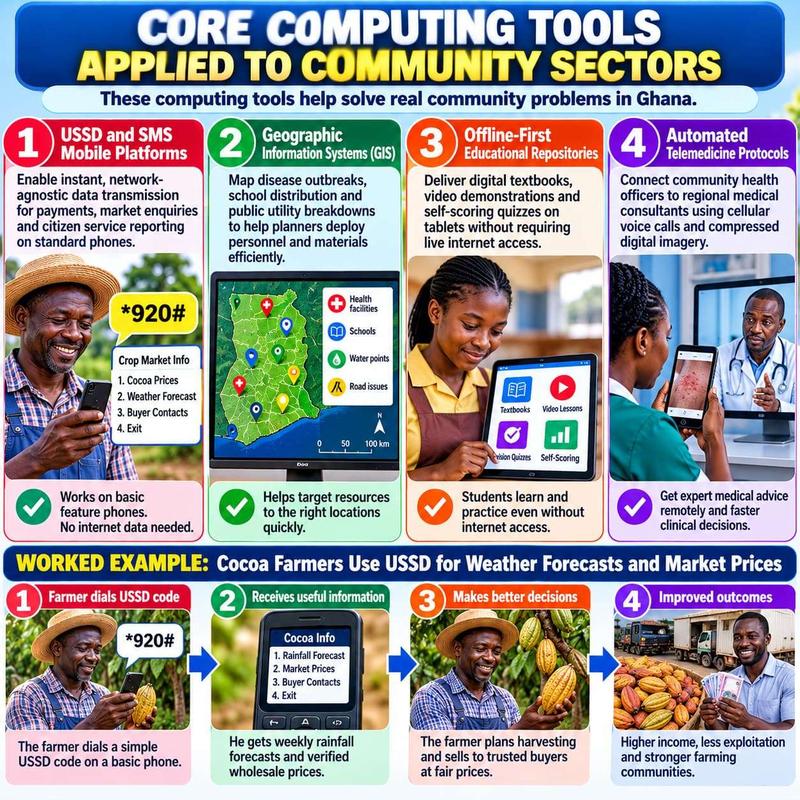 CORE COMPUTING TOOLS
APPLIED TO COMMUNITY SECTORS
These computing tools help solve real community problems in Ghana.
1 USSD and SMS
Mobile Platforms
Enable instant, network-
agnostic data transmission
for payments, market enquiries
and citizen service reporting
on standard phones.
*920#
Crop Market Info
1. Cocoa Prices
2. Weather Forecast
3. Buyer Contacts
4. Exit
Works on basic
feature phones.
No internet data needed.
2 Geographic
Information Systems (GIS)
Map disease outbreaks,
school distribution and
public utility breakdowns
to help planners deploy
personnel and materials
efficiently.
Health
facilities
Schools
Water points
Road issues
N
0 50 100 km
Helps target resources
to the right locations
quickly.
3 Offline-First
Educational Repositories
Deliver digital textbooks,
video demonstrations and
self-scoring quizzes on
tablets without requiring
live internet access.
Textbooks
Video Lessons
vision Quizzes
Self-Scoring
Students learn and
practice even without
internet access.
4 Automated
Telemedicine Protocols
Connect community health
officers to regional medical
consultants using cellular
voice calls and compressed
digital imagery.
Get expert medical advice
remotely and faster
clinical decisions.
WORKED EXAMPLE: Cocoa Farmers Use USSD for Weather Forecasts and Market Prices
1 Farmer dials USSD code
*920#
The farmer dials a simple
USSD code on a basic phone.
2 Receives useful information
Cocoa Info
1. Rainfall Forecast
2. Market Prices
3. Buyer Contacts
4. Exit
He gets weekly rainfall
forecasts and verified
wholesale prices.
3 Makes better decisions
The farmer plans harvesting
and sells to trusted buyers
at fair prices.
4 Improved outcomes
Higher income, less exploitation
and stronger farming
communities.